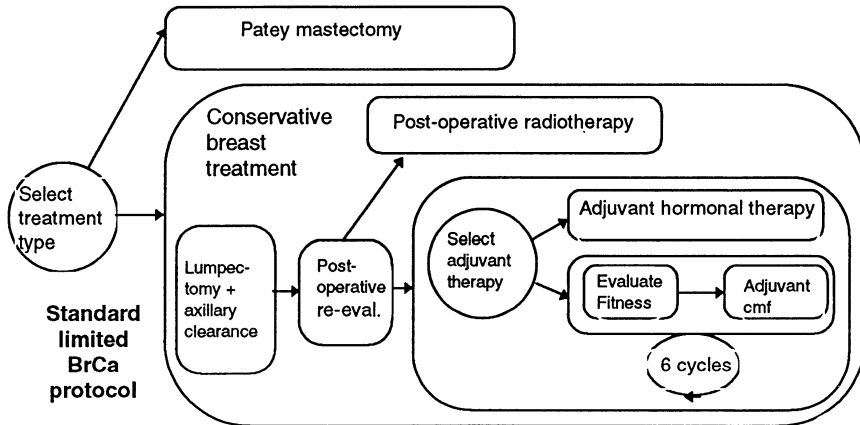 Patey mastectomy
Conservative
breast
treatment
Post-operative radiotherapy
Select
treatment
type
Adjuvant hormonal therapy
Select
adjuvant
therapy
Lumpec-
tomy +
axillary
clearance
Post-
operative
re-eval.
Evaluate
Fitness
Adjuvant
cmf
6 cycles
Standard
limited
BrCa
protocol